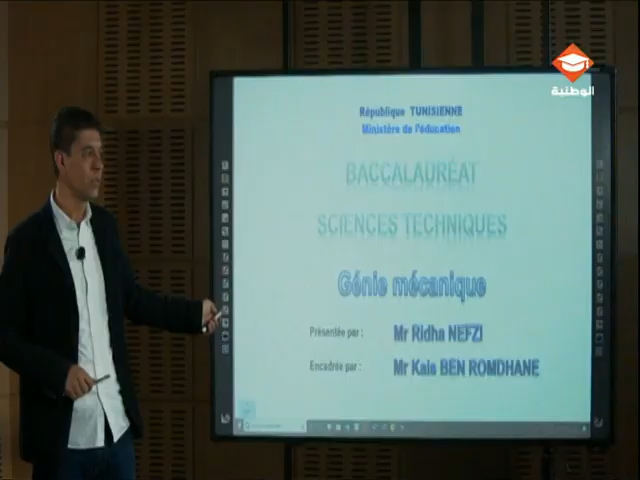 الوطنية
République TUNISIENNE
Ministère de l'éducation
BACCALAURÉAT
SCIENCES TECHNIQUES
Génie mécanique
Présentée par : Mr Ridha NEFZI
Encadrée par : Mr Kais BEN ROMDHANE